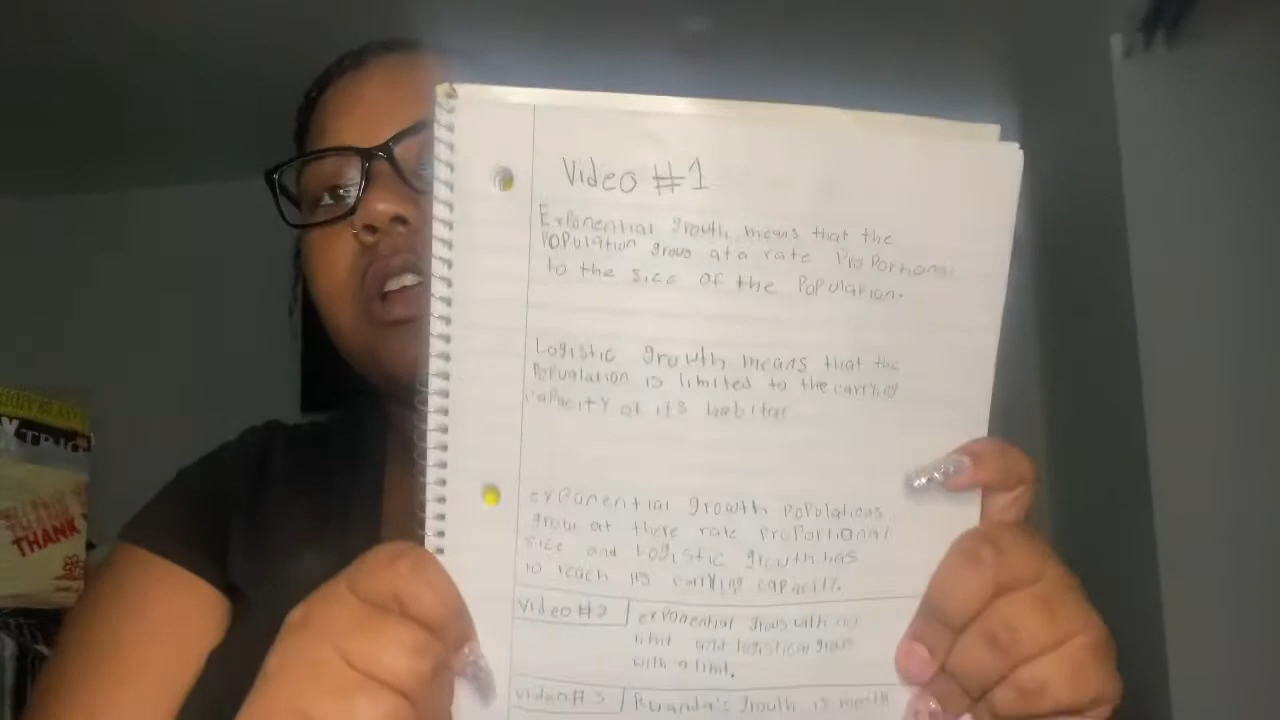 Video #1
Exponential growth means that the
population grows at a rate proportional
to the size of the population.
Logistic growth means that the
Popualation is limited to the carrying
capacity of its habitat
exponential growth populations
grow at there rate proportional
size and logistic growth has
to reach its carrying capacity.
Video #2
exponential grows with no
limit and logistical grows
with a limit.
Video #3
Rwanda's growth is
THANK